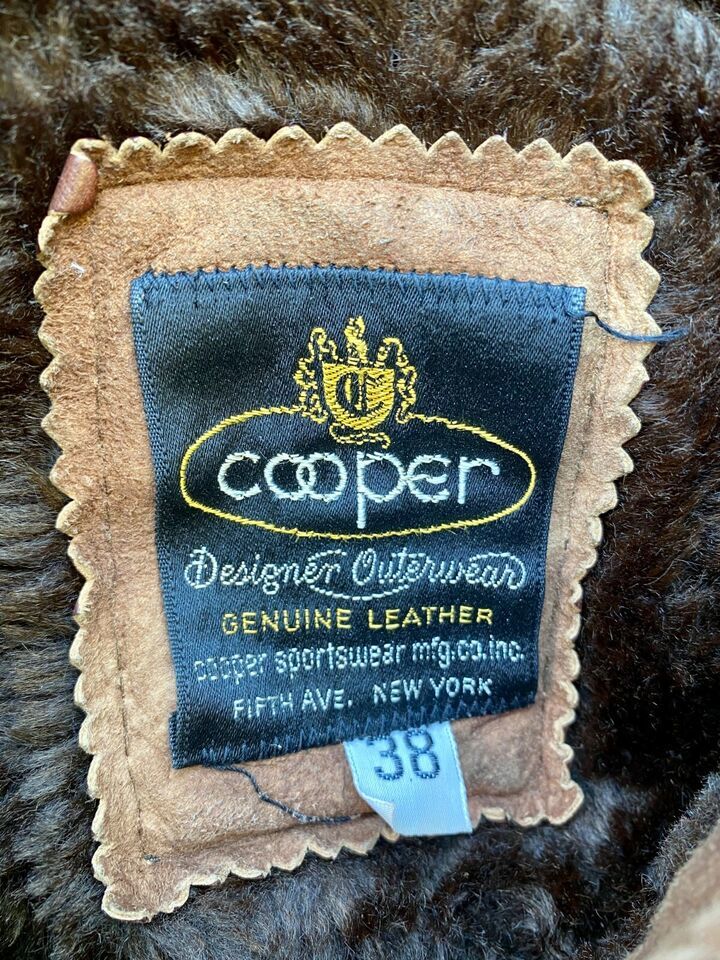 C
cooper
Designer Outerwear
GENUINE LEATHER
cooper sportswear mfg.co.inc.
FIFTH AVE. NEW YORK
38